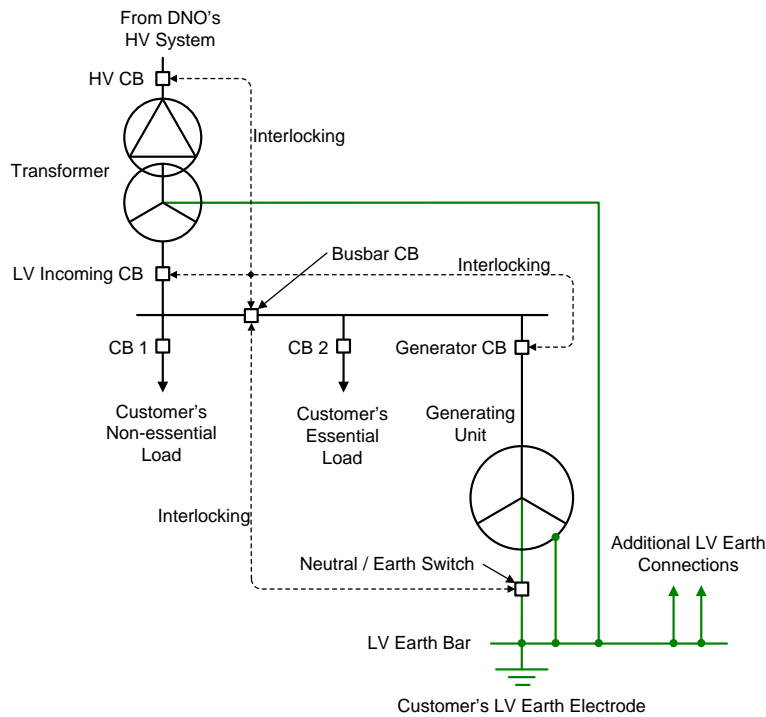 From DNO's
HV System
HV CB
Interlocking
Transformer
Busbar CB
LV Incoming CB
Interlocking
CB 1
CB 2
Generator CB
Customer's
Non-essential
Load
Customer's
Essential
Load
Generating
Unit
Interlocking
Neutral / Earth Switch
Additional LV Earth
Connections
LV Earth Bar
Customer's LV Earth Electrode